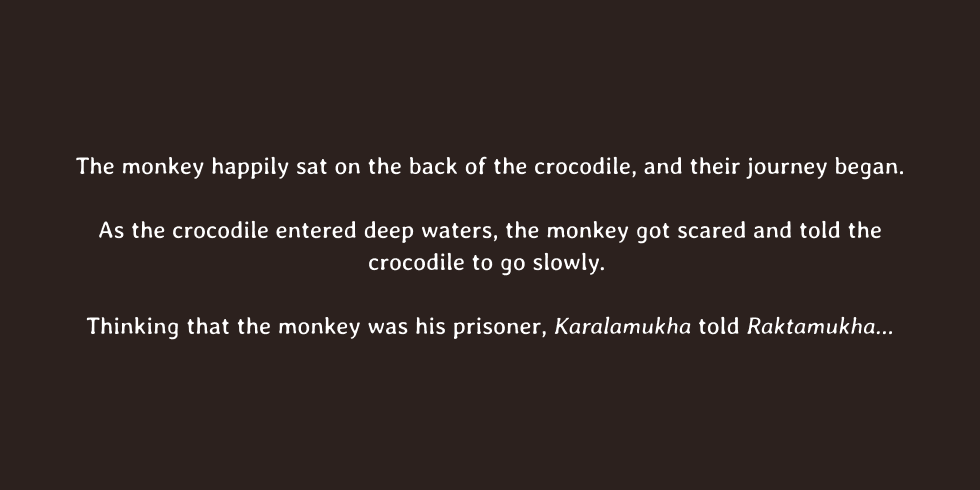 The monkey happily sat on the back of the crocodile, and their journey began.
As the crocodile entered deep waters, the monkey got scared and told the
crocodile to go slowly.
Thinking that the monkey was his prisoner, Karalamukha told Raktamukha...